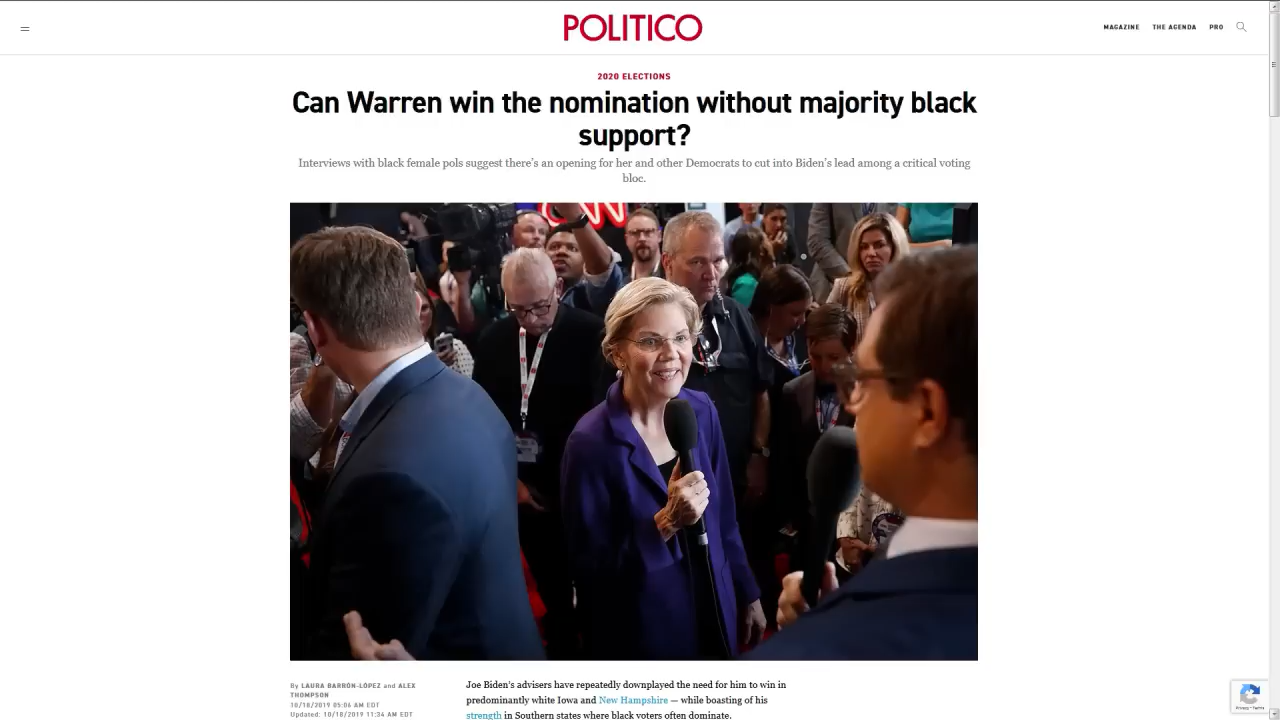 POLITICO
MAGAZINE THE AGENDA PRO
2020 ELECTIONS
Can Warren win the nomination without majority black
support?
Interviews with black female pols suggest there's an opening for her and other Democrats to cut into Biden's lead among a critical voting
bloc.
CNN
By LAURA BARRÓN-LÓPEZ and ALEX
THOMPSON
10/18/2019 05:06 AM EDT
Updated: 10/18/2019 11:34 AM EDT
Joe Biden's advisers have repeatedly downplayed the need for him to win in
predominantly white Iowa and New Hampshire — while boasting of his
strength in Southern states where black voters often dominate.
Privacy - Terms